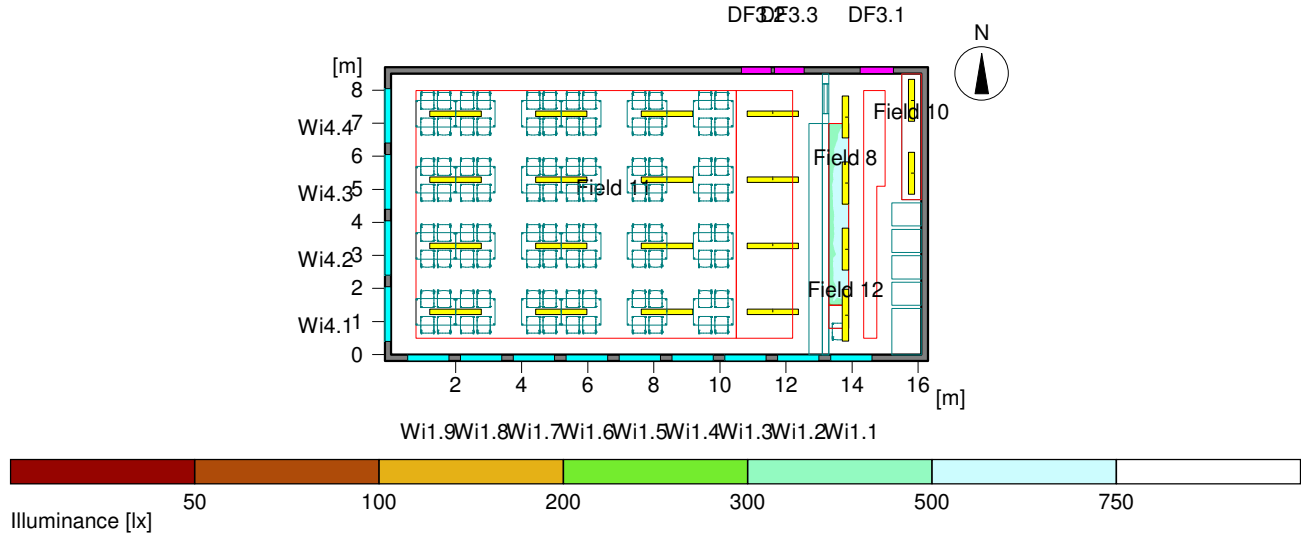 DF3.2 DF3.3 DF3.1
N
[m]
8
Field 10
Wi4.4 7
6
Field 8
Wi4.3 5
Field 11
4
Wi4.2 3
2
Field 12
Wi4.1 1
0
2 4 6 8 10 12 14 16
[m]
Wi1.9 Wi1.8 Wi1.7 Wi1.6 Wi1.5 Wi1.4 Wi1.3 Wi1.2 Wi1.1
50 100 200 300 500 750
Illuminance [lx]